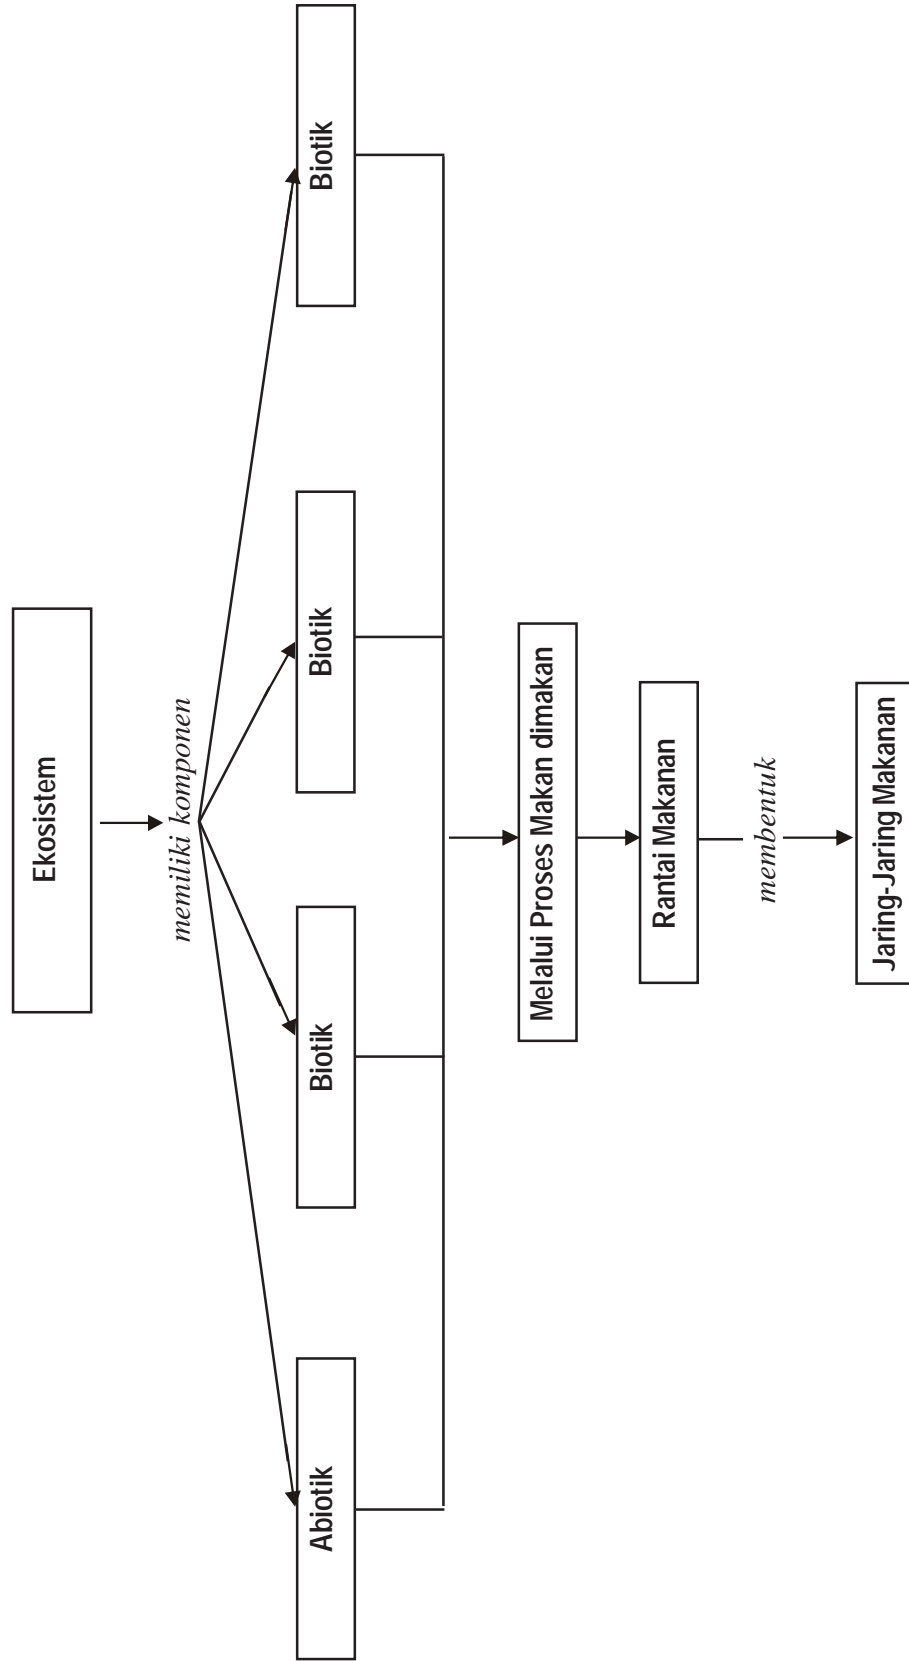 Ekosistem
memiliki komponen
Abiotik
Biotik
Biotik
Biotik
Melalui Proses Makan dimakan
Rantai Makanan
membentuk
Jaring-Jaring Makanan